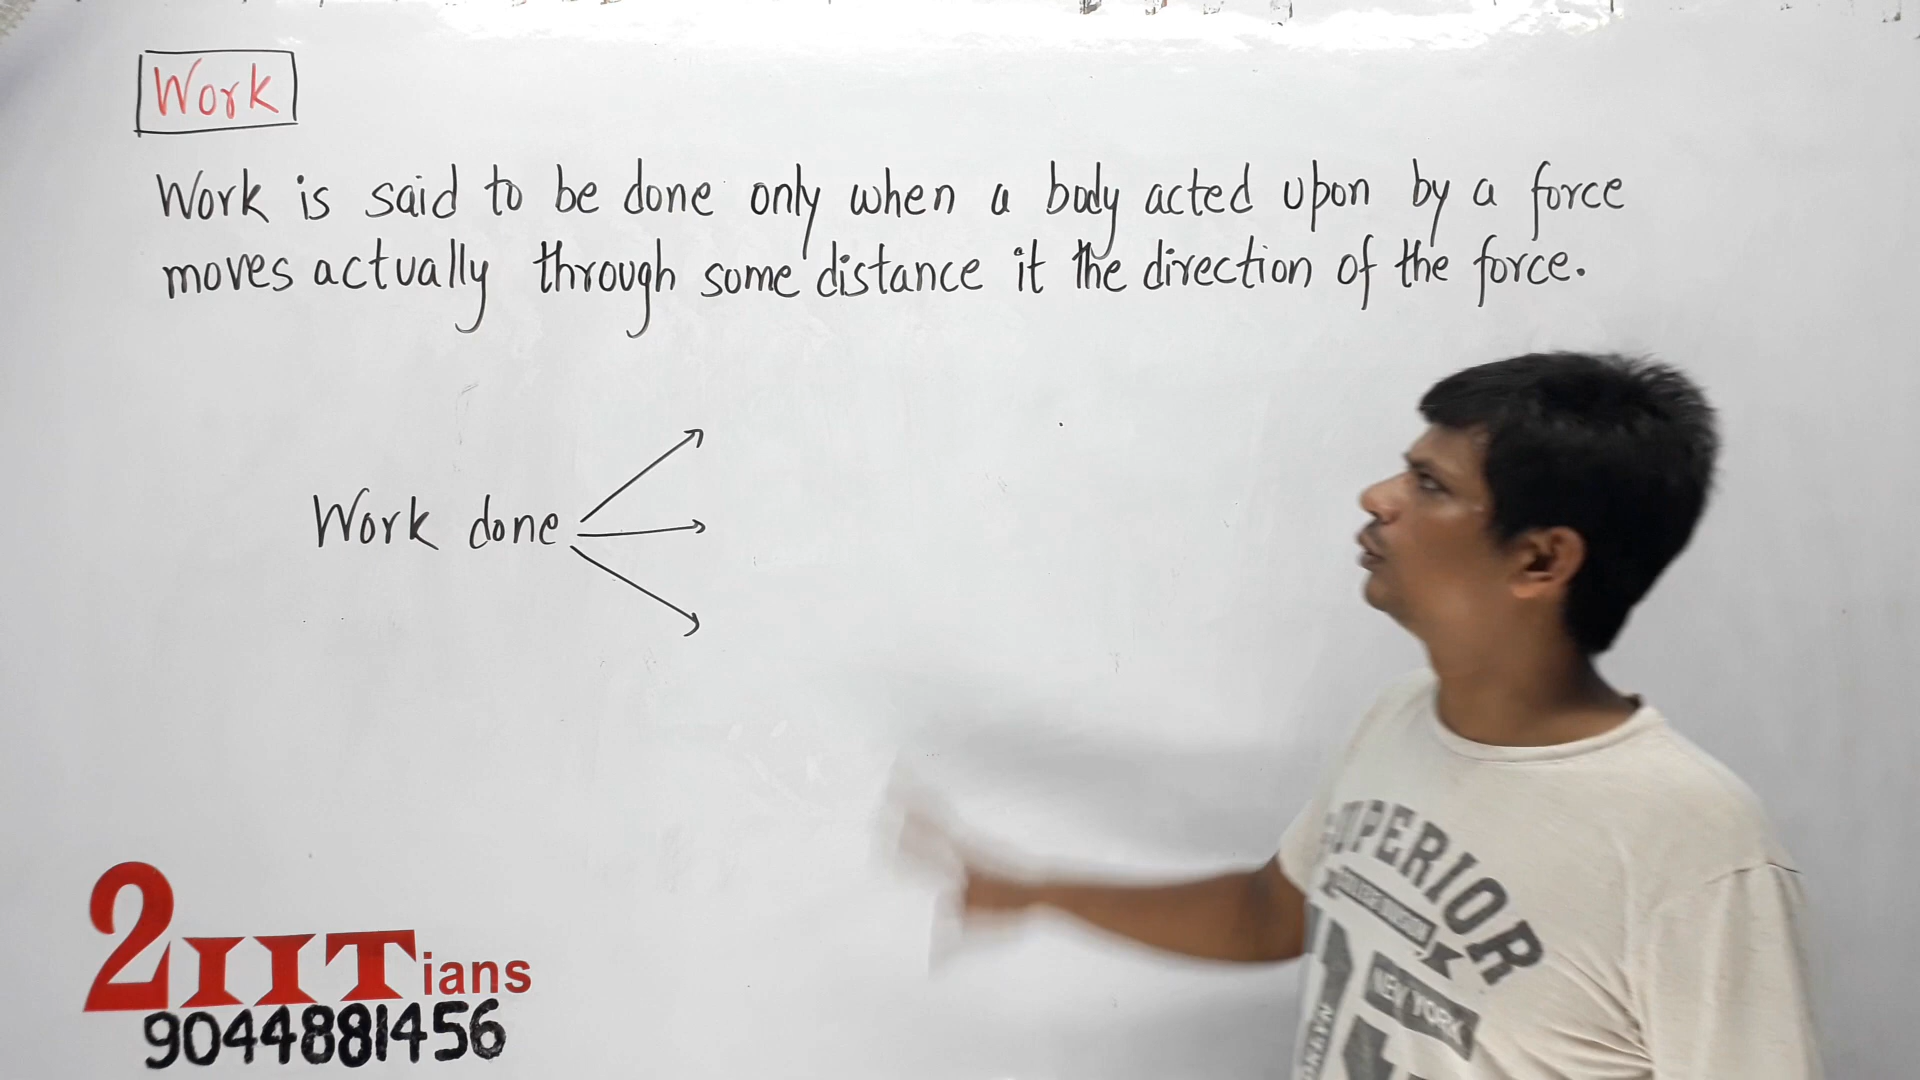 Work
Work is said to be done only when a body acted upon by a force
moves actually through some distance it the direction of the force.
Work done
2IITians
9044881456
SUPERIOR
NEW YORK